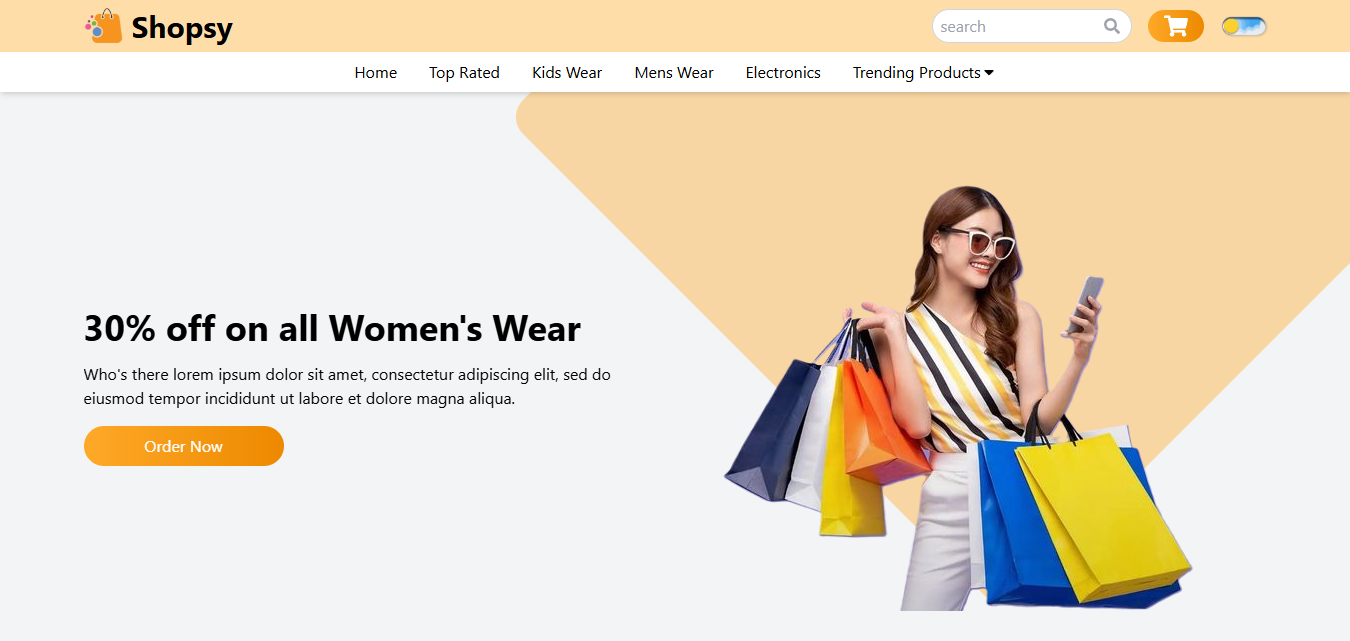 Shopsy
search
Home Top Rated Kids Wear Mens Wear Electronics Trending Products
30% off on all Women's Wear
Who's there lorem ipsum dolor sit amet, consectetur adipiscing elit, sed do
eiusmod tempor incididunt ut labore et dolore magna aliqua.
Order Now